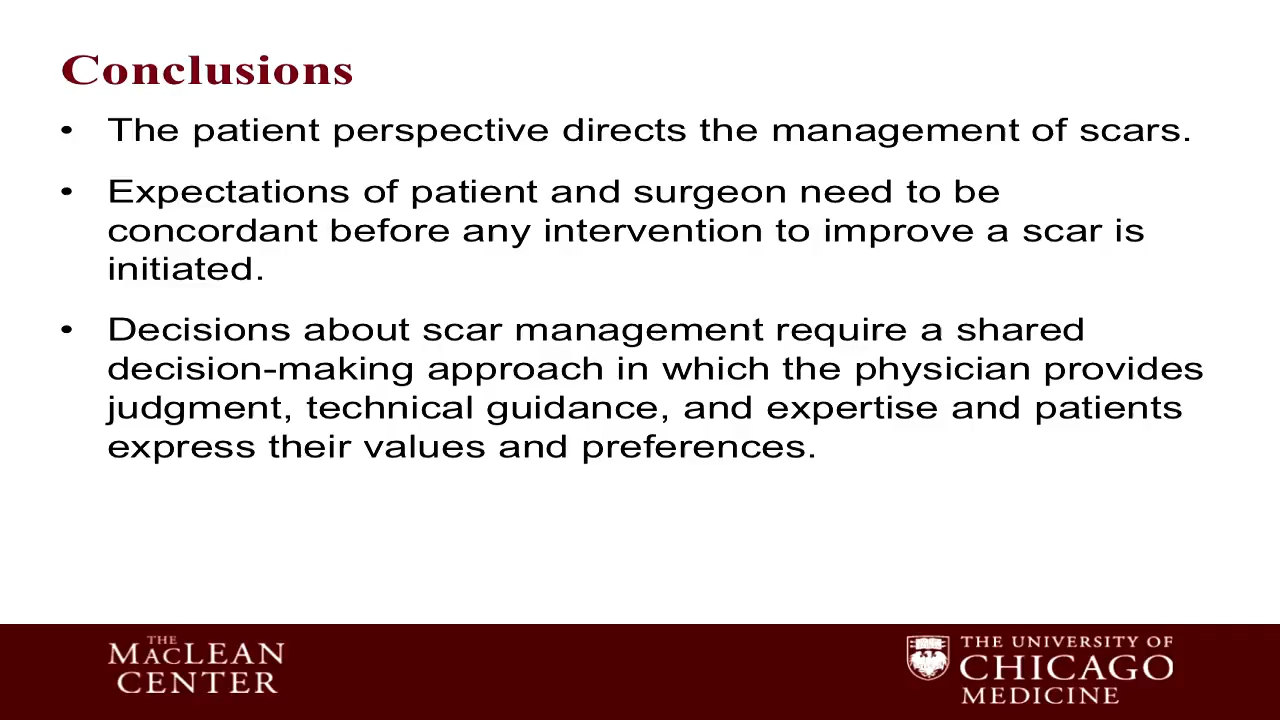 Conclusions
• The patient perspective directs the management of scars.
• Expectations of patient and surgeon need to be
concordant before any intervention to improve a scar is
initiated.
• Decisions about scar management require a shared
decision-making approach in which the physician provides
judgment, technical guidance, and expertise and patients
express their values and preferences.
THE
MACLEAN
CENTER
THE UNIVERSITY OF
CHICAGO
MEDICINE